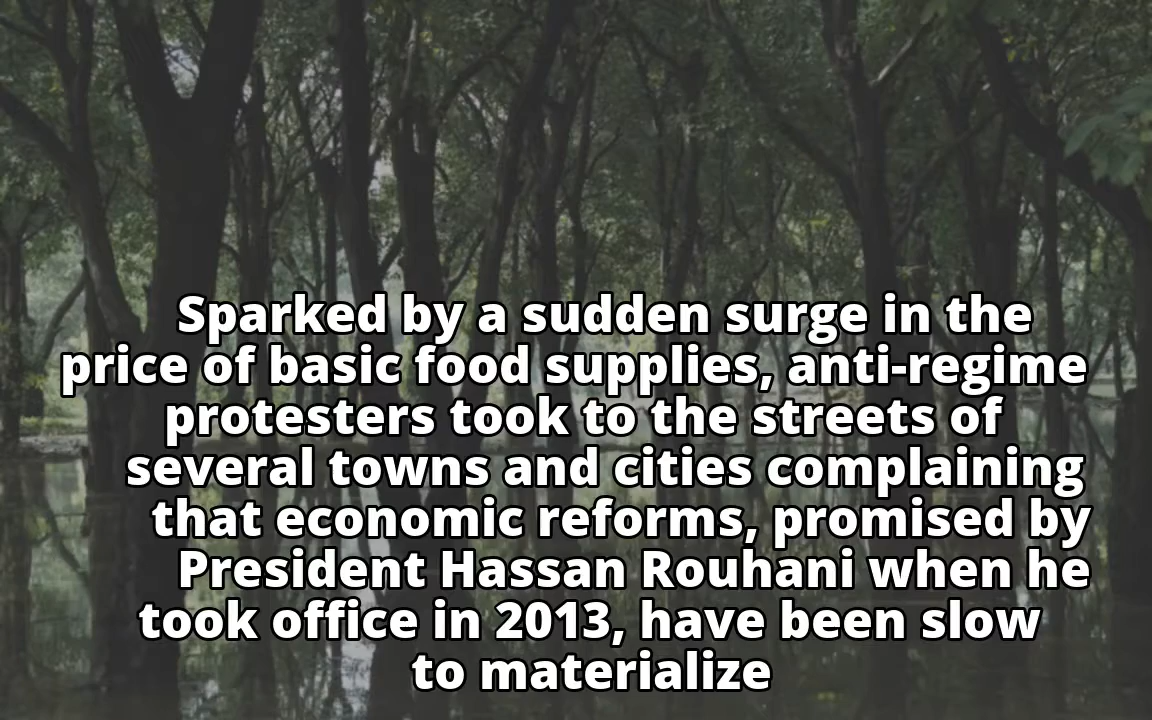 Sparked by a sudden surge in the
price of basic food supplies, anti-regime
protesters took to the streets of
several towns and cities complaining
that economic reforms, promised by
President Hassan Rouhani when he
took office in 2013, have been slow
to materialize